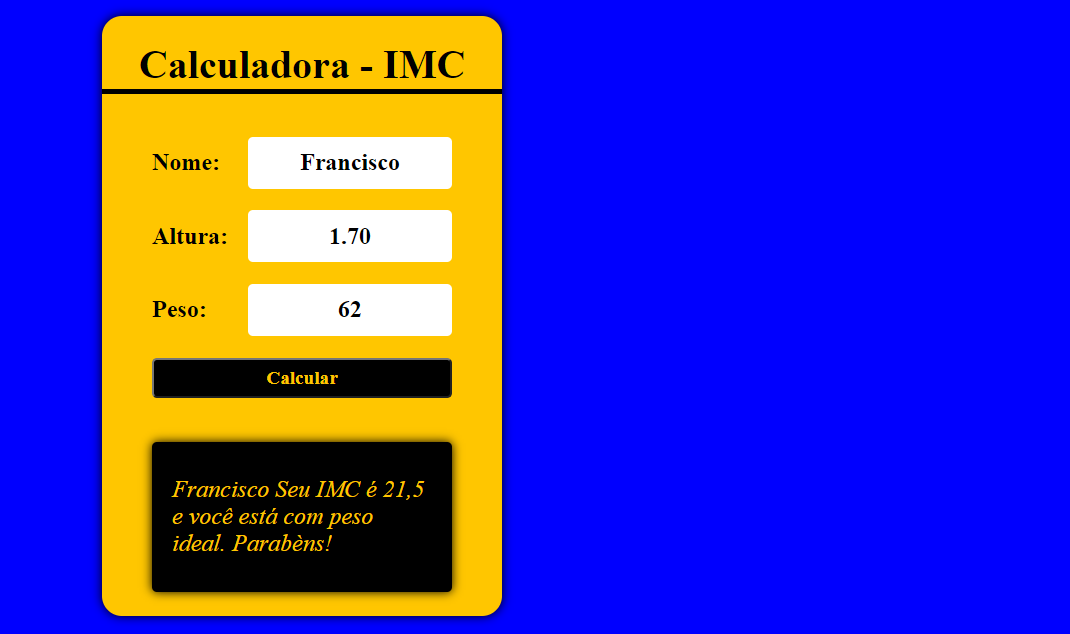 Calculadora - IMC
Nome: Francisco
Altura: 1.70
Peso: 62
Calcular
Francisco Seu IMC é 21,5
e você está com peso
ideal. Parabèns!